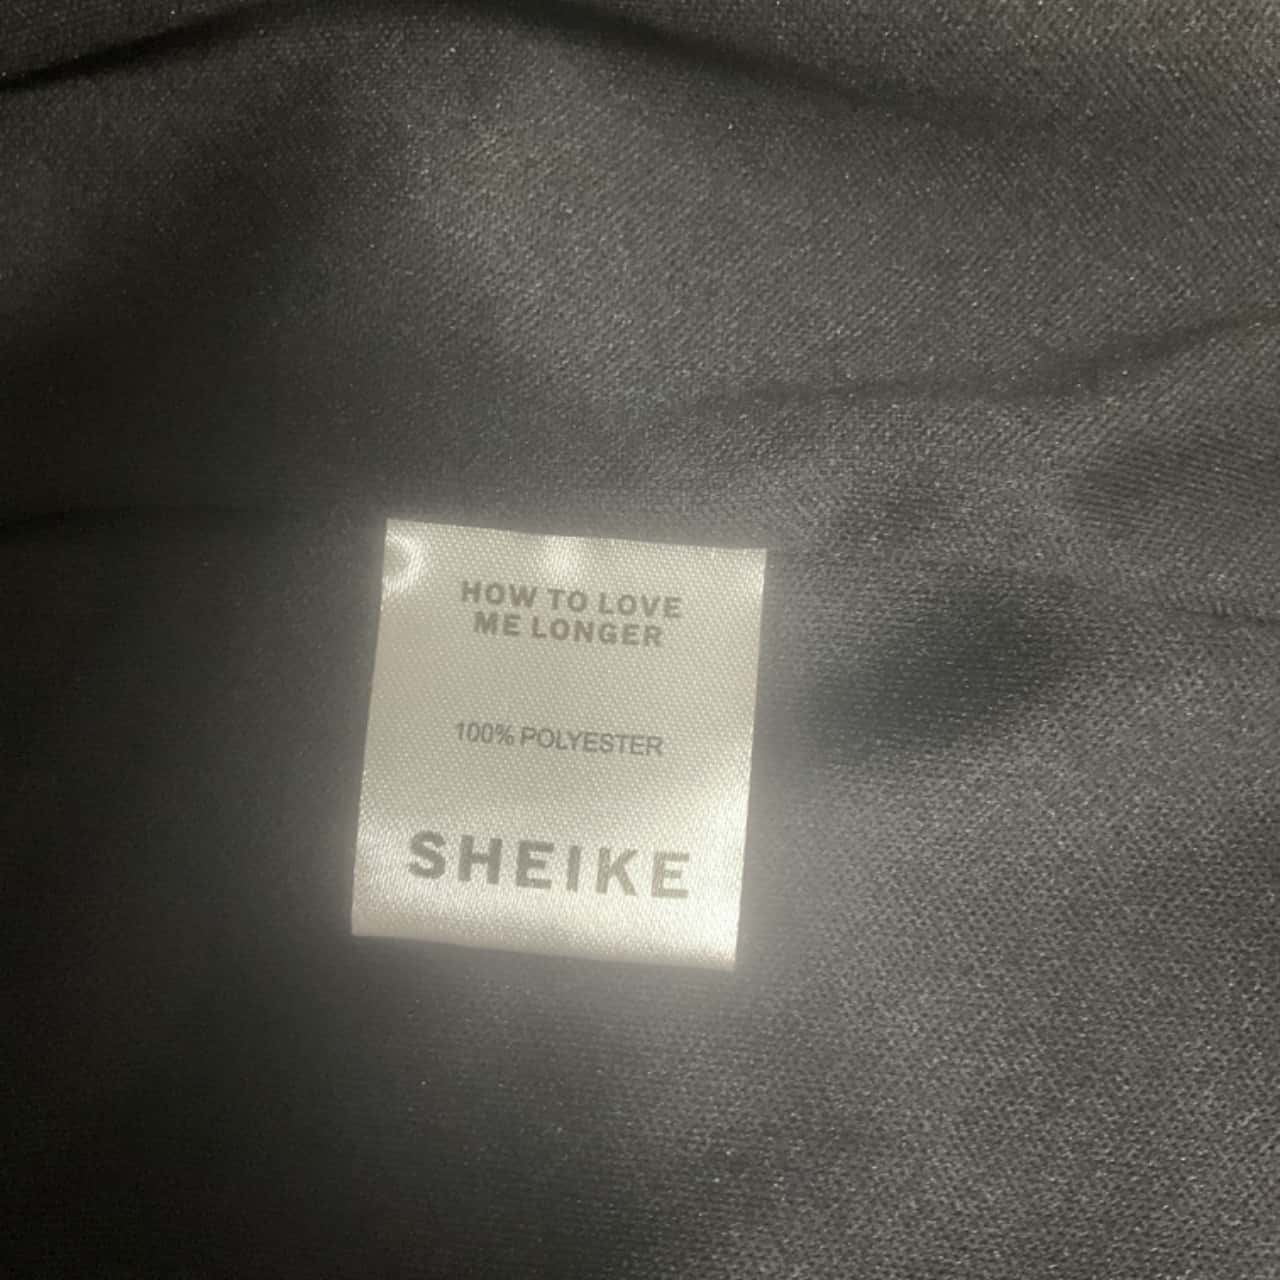 HOW TO LOVE
ME LONGER
100% POLYESTER
SHEIKE